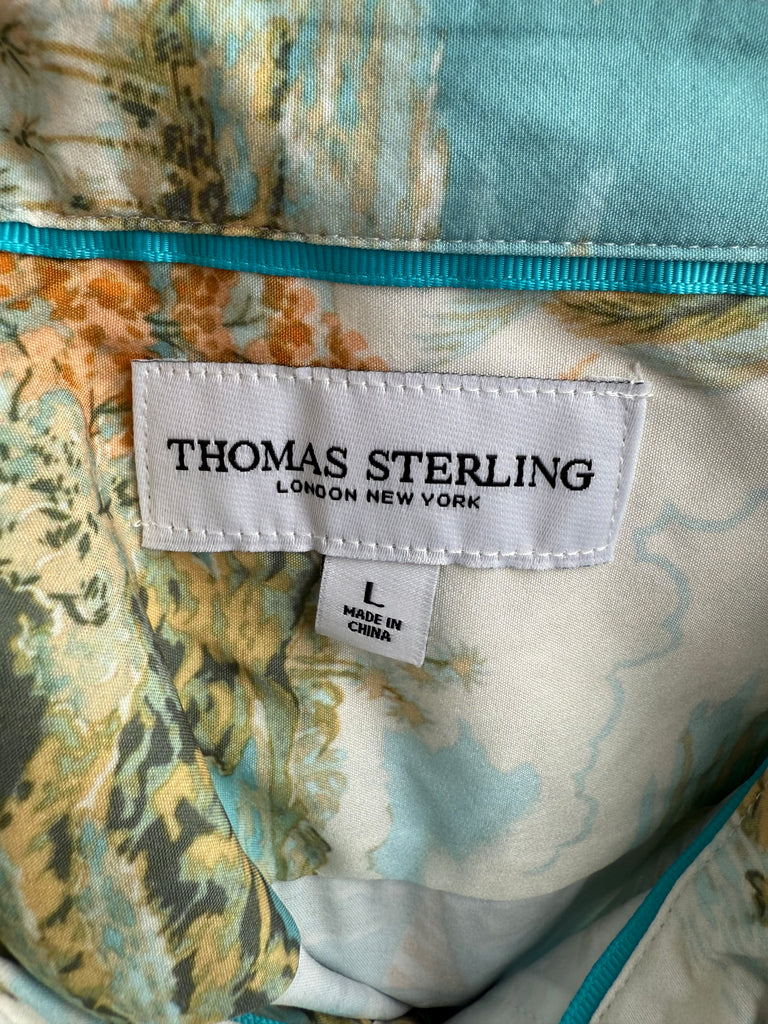 THOMAS STERLING
LONDON NEW YORK
L
MADE IN
CHINA